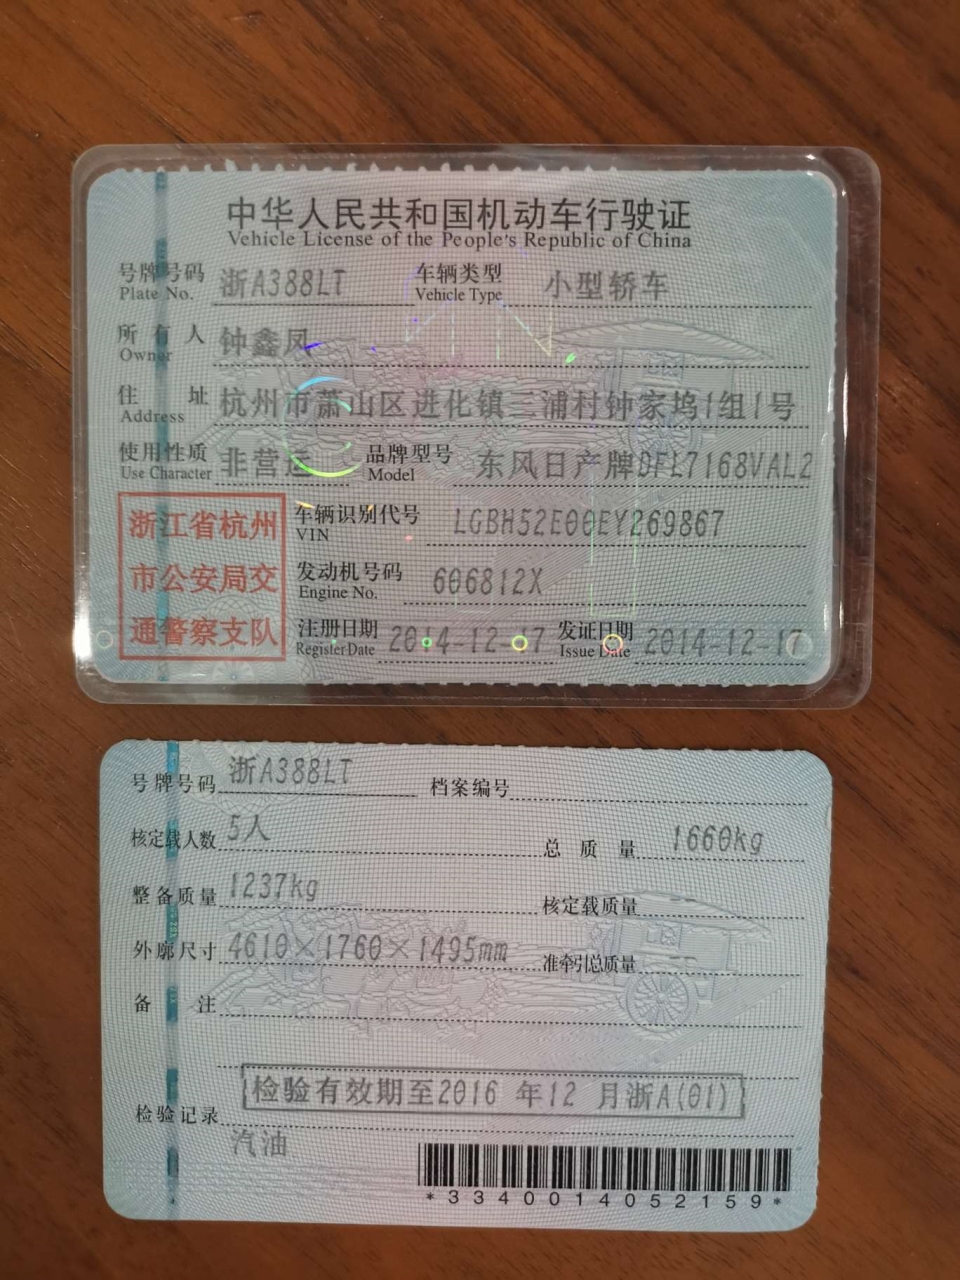 中华人民共和国机动车行驶证
Vehicle License of the People's Republic of China
号牌号码 浙A388LT 车辆类型 小型轿车
Plate No. Vehicle Type
所有人 钟鑫凤
Owner
住址 杭州市萧山区进化镇三浦村钟家坞1组1号
Address
使用性质 非营运 品牌型号 东风日产牌DFL7168VAL2
Use Character Model
浙江省杭州
市公安局交
通警察支队
车辆识别代号 LGBH52E00EY269867
VIN
发动机号码 606812X
Engine No.
注册日期 2014-12-17 发证日期 2014-12-17
Register Date Issue Date
号牌号码 浙A388LT 档案编号
核定载人数 5人 总质量 1660kg
整备质量 1237kg 核定载质量 --
外廓尺寸 4610×1760×1495mm 准牵引总质量 --
备注
检验记录 检验有效期至2016 年12 月浙A(01)
汽油
*3340014052159*